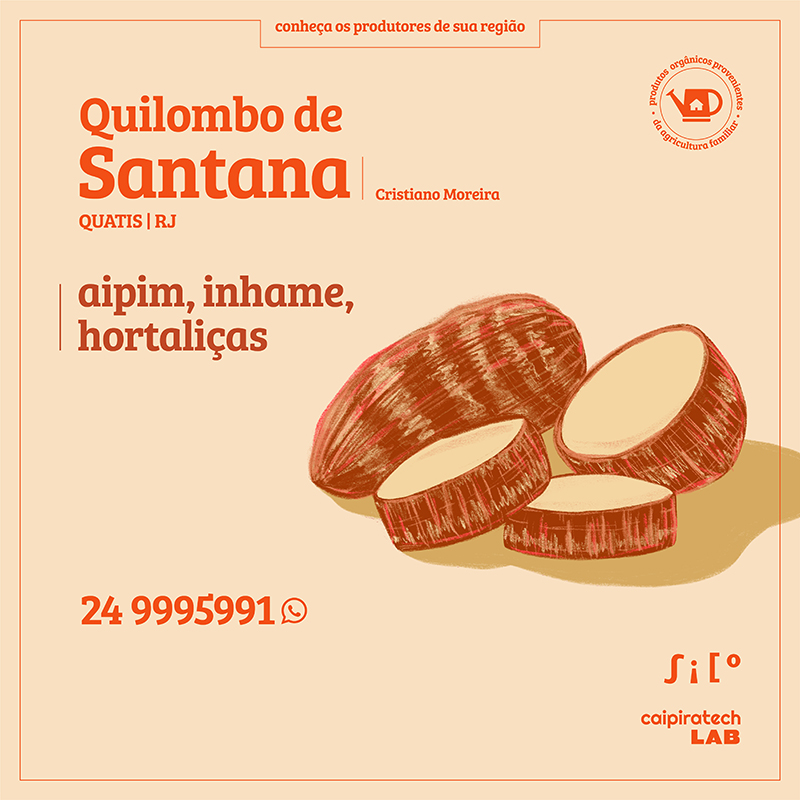 conheça os produtores de sua região
produtos orgânicos provenientes
da agricultura familiar
Quilombo de
Santana
Cristiano Moreira
QUATIS | RJ
aipim, inhame,
hortaliças
24 9995991
caipiratech
LAB